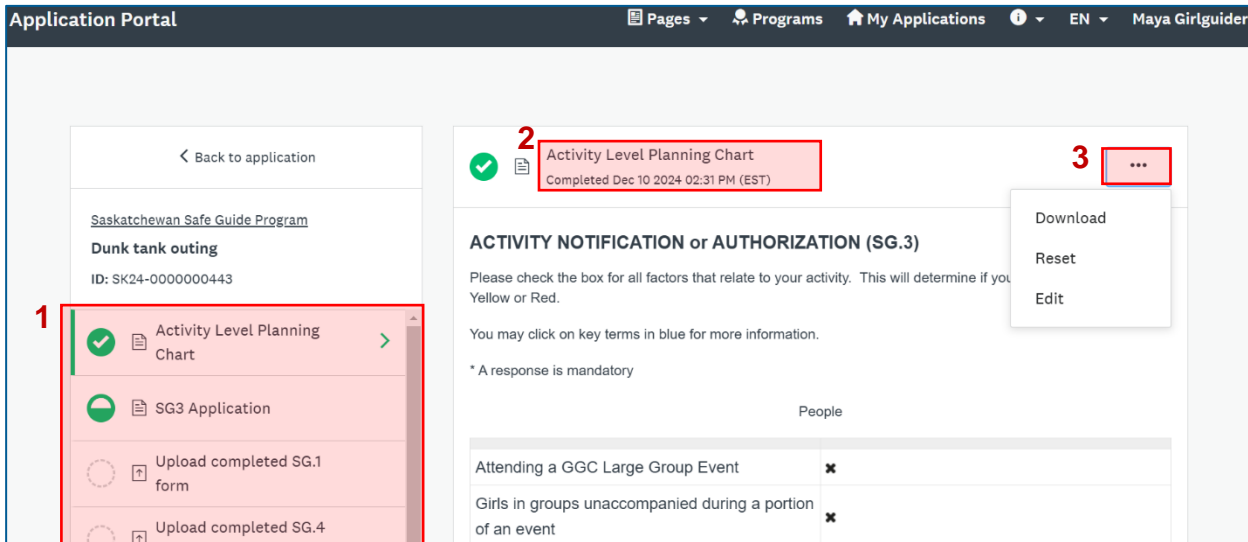 Application Portal
Pages Programs My Applications EN Maya Girlguider
Back to application
Saskatchewan Safe Guide Program
Dunk tank outing
ID: SK24-0000000443
1
Activity Level Planning
Chart
SG3 Application
Upload completed SG.1
form
Upload completed SG.4
2
Activity Level Planning Chart
Completed Dec 10 2024 02:31 PM (EST)
3
Download
Reset
Edit
ACTIVITY NOTIFICATION or AUTHORIZATION (SG.3)
Please check the box for all factors that relate to your activity. This will determine if you
Yellow or Red.
You may click on key terms in blue for more information.
* A response is mandatory
People
Attending a GGC Large Group Event
Girls in groups unaccompanied during a portion
of an event